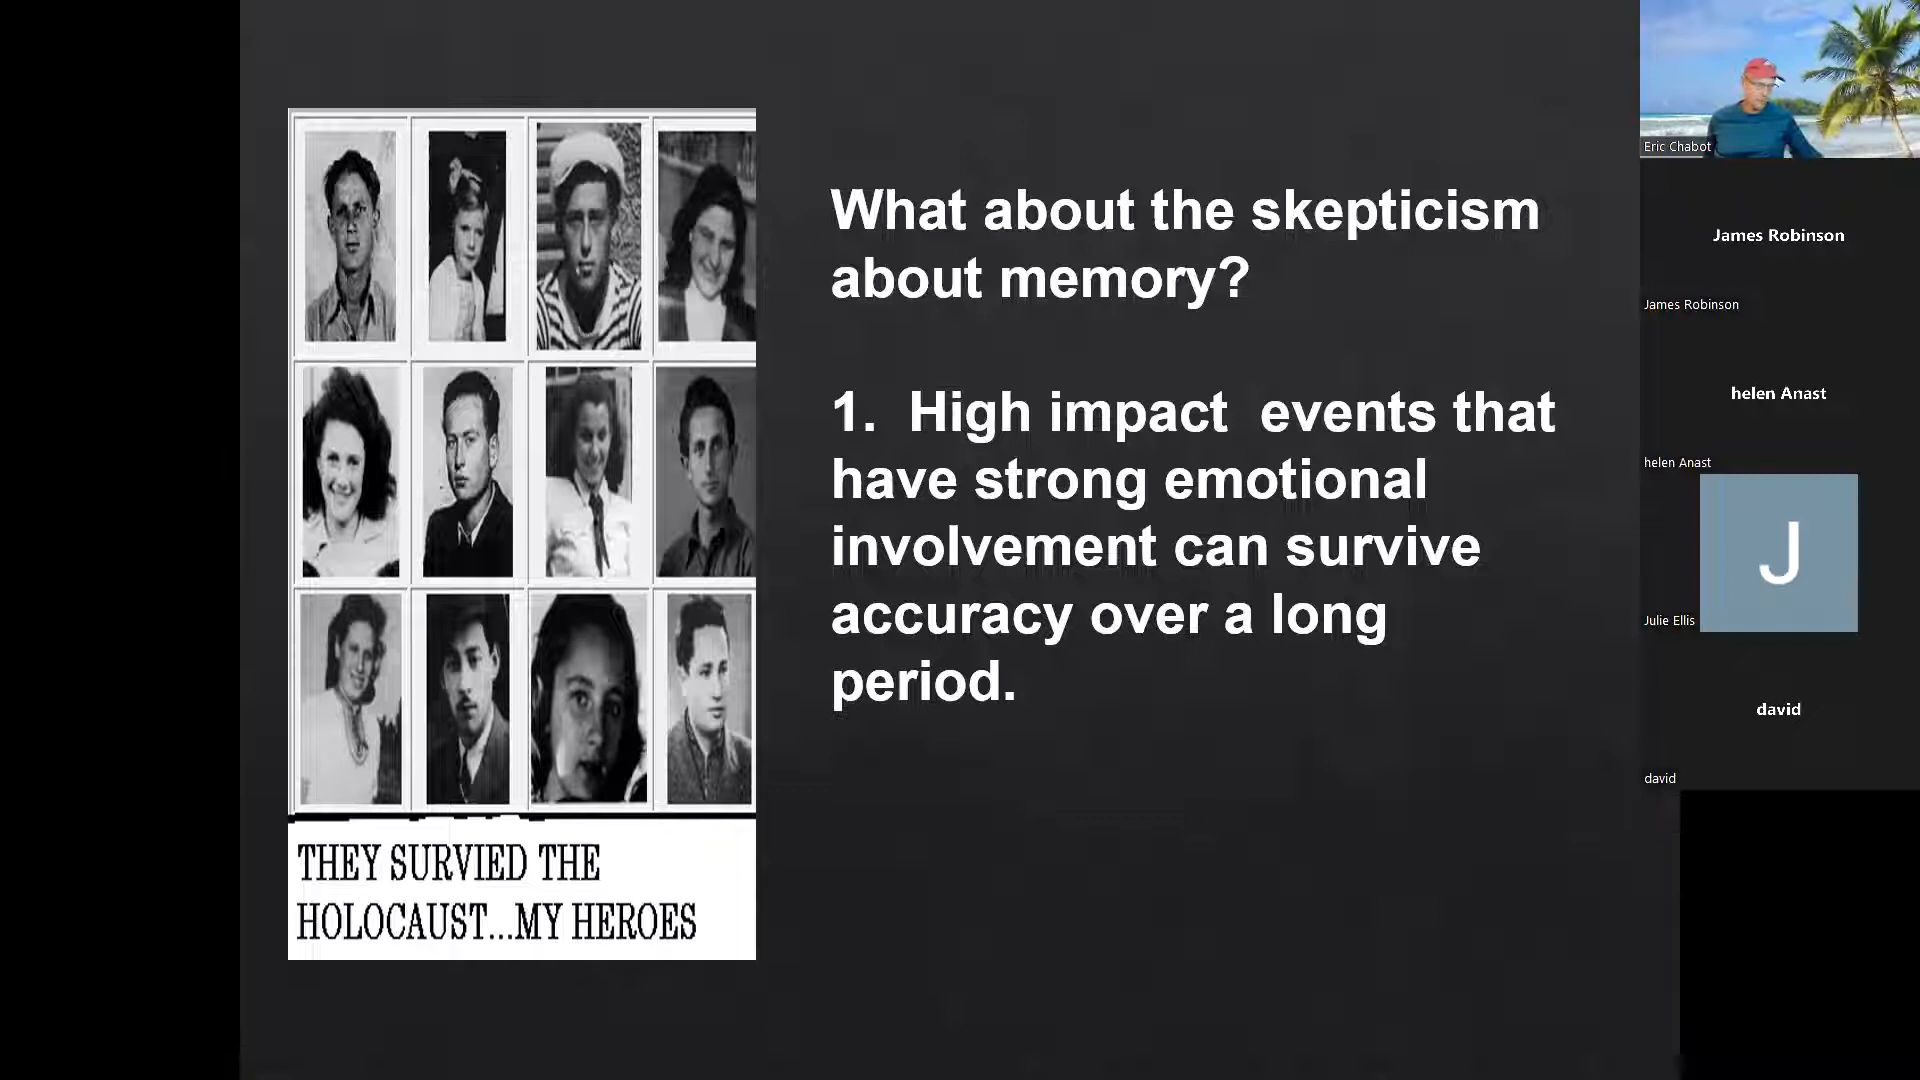 What about the skepticism
about memory?
1. High impact  events that
have strong emotional
involvement can survive
accuracy over a long
period.
THEY SURVIED THE
HOLOCAUST...MY HEROES
Eric Chabot
James Robinson
James Robinson
helen Anast
helen Anast
J
Julie Ellis
david
david